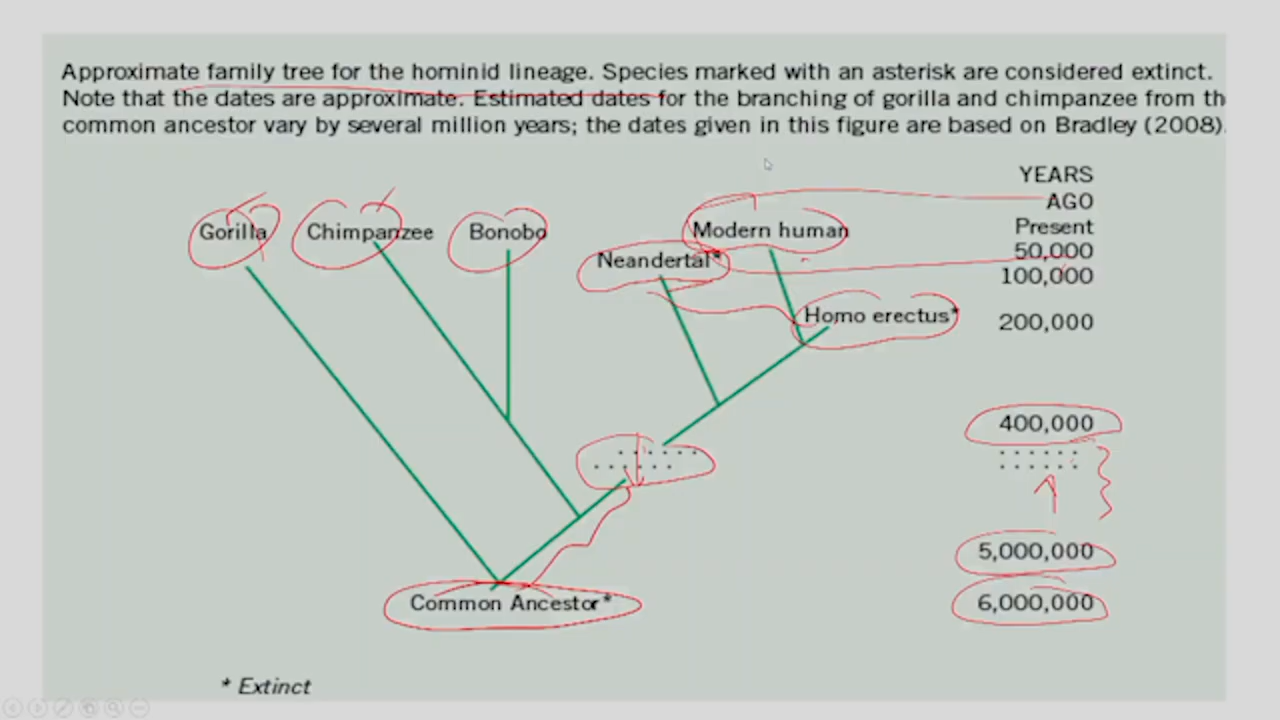 Approximate family tree for the hominid lineage. Species marked with an asterisk are considered extinct.
Note that the dates are approximate. Estimated dates for the branching of gorilla and chimpanzee from th
common ancestor vary by several million years; the dates given in this figure are based on Bradley (2008).
YEARS
AGO
Gorilla Chimpanzee Bonobo Modern human Present
Neandertal* 50,000
100,000
Homo erectus* 200,000
400,000
5,000,000
Common Ancestor* 6,000,000
* Extinct